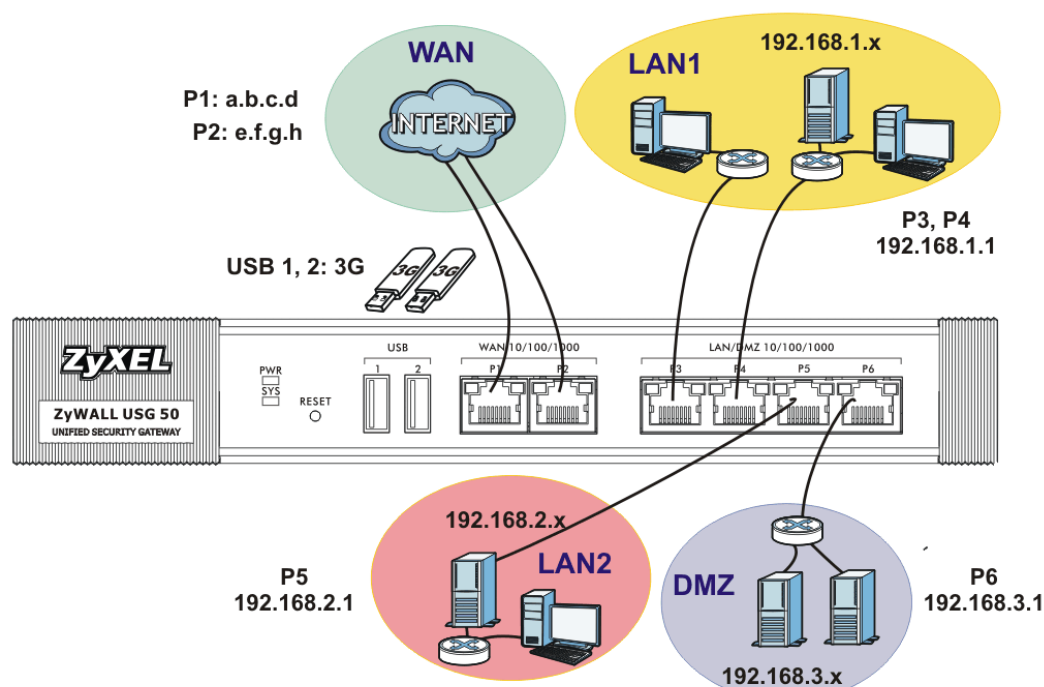 WAN
P1: a.b.c.d
P2: e.f.g.h
INTERNET
LAN1
192.168.1.x
P3, P4
192.168.1.1
USB 1, 2: 3G
3G
3G
ZyXEL
ZyWALL USG 50
UNIFIED SECURITY GATEWAY
PWR
SYS
RESET
USB
1 2
WAN 10/100/1000
P1 P2
LAN/DMZ 10/100/1000
P3 P4 P5 P6
P5
192.168.2.1
192.168.2.x
LAN2
DMZ
192.168.3.x
P6
192.168.3.1